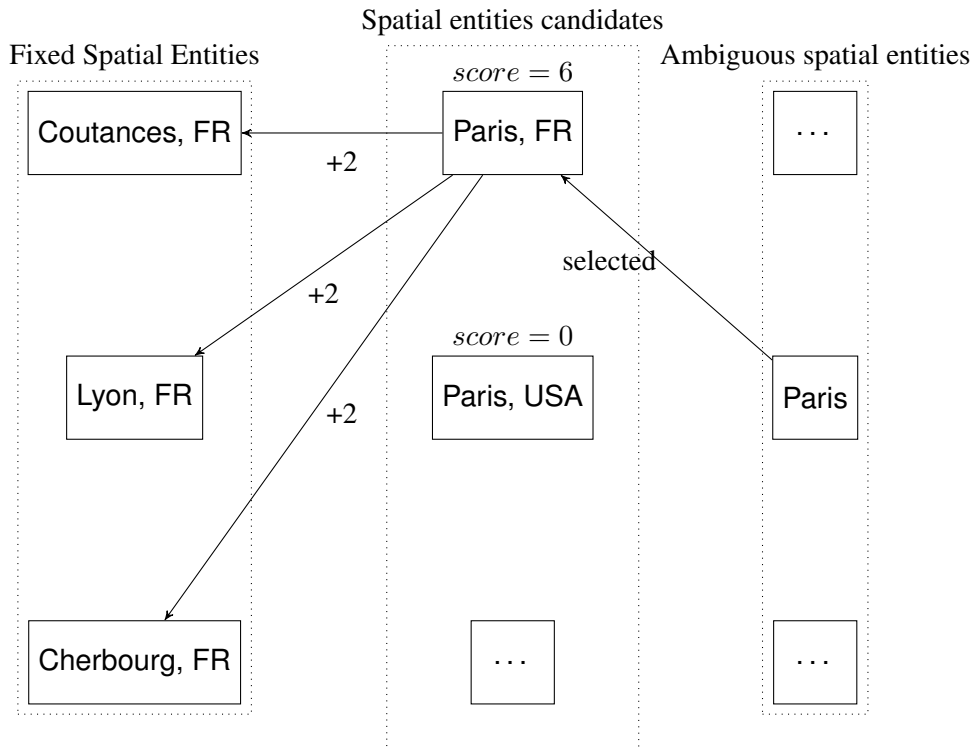 Spatial entities candidates
Fixed Spatial Entities
Ambiguous spatial entities
score = 6
Coutances, FR
Paris, FR
...
+2
selected
+2
score = 0
Lyon, FR
Paris, USA
Paris
+2
Cherbourg, FR
...
...